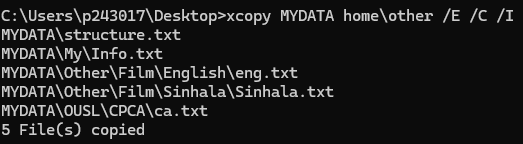 C:\Users\p243017\Desktop>xcopy MYDATA home\other /E /C /I
MYDATA\structure.txt
MYDATA\My\Info.txt
MYDATA\Other\Film\English\eng.txt
MYDATA\Other\Film\Sinhala\Sinhala.txt
MYDATA\OUSL\CPCA\ca.txt
5 File(s) copied